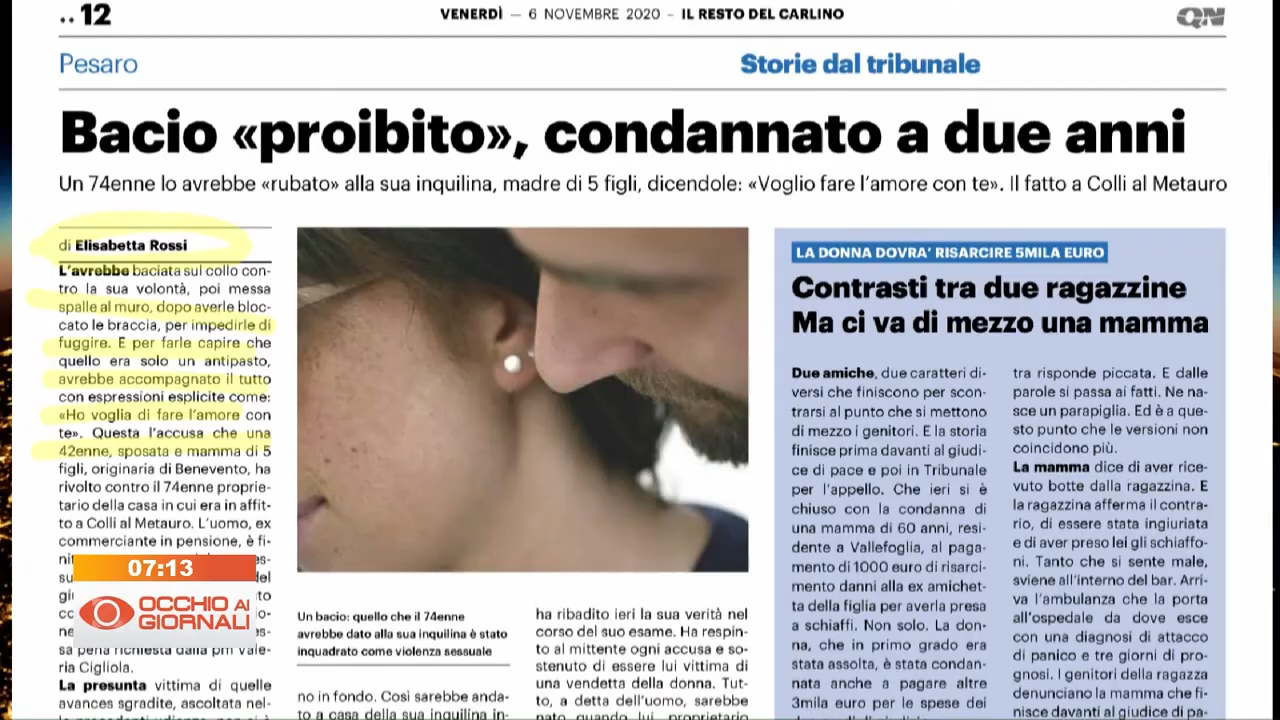 .. 12
VENERDÌ — 6 NOVEMBRE 2020 – IL RESTO DEL CARLINO
QN
Pesaro
Storie dal tribunale
Bacio «proibito», condannato a due anni
Un 74enne lo avrebbe «rubato» alla sua inquilina, madre di 5 figli, dicendole: «Voglio fare l'amore con te». Il fatto a Colli al Metauro
di Elisabetta Rossi
L'avrebbe baciata sul collo con-
tro la sua volontà, poi messa
spalle al muro, dopo averle bloc-
cato le braccia, per impedirle di
fuggire. E per farle capire che
quello era solo un antipasto,
avrebbe accompagnato il tutto
con espressioni esplicite come:
«Ho voglia di fare l'amore con
te». Questa l'accusa che una
42enne, sposata e mamma di 5
figli, originaria di Benevento, ha
rivolto contro il 74enne proprie-
tario della casa in cui era in affit-
to a Colli al Metauro. L'uomo, ex
commerciante in pensione, è fi-
07:13
OCCHIO AI
GIORNALI
sa pena richiesta dalla pm Vale-
ria Cigliola.
La presunta vittima di quelle
avances sgradite, ascoltata nel-
Un bacio: quello che il 74enne
avrebbe dato alla sua inquilina è stato
inquadrato come violenza sessuale
no in fondo. Così sarebbe anda-
to a casa della sua inquilina in-
ha ribadito ieri la sua verità nel
corso del suo esame. Ha respin-
to al mittente ogni accusa e so-
stenuto di essere lui vittima di
una vendetta della donna. Tut-
to, a detta dell'uomo, sarebbe
nato quando lui, proprietario
LA DONNA DOVRA' RISARCIRE 5MILA EURO
Contrasti tra due ragazzine
Ma ci va di mezzo una mamma
Due amiche, due caratteri di-
versi che finiscono per scon-
trarsi al punto che si mettono
di mezzo i genitori. E la storia
finisce prima davanti al giudi-
ce di pace e poi in Tribunale
per l'appello. Che ieri si è
chiuso con la condanna di
una mamma di 60 anni, resi-
dente a Vallefoglia, al paga-
mento di 1000 euro di risarci-
mento danni alla ex amichet-
ta della figlia per averla presa
a schiaffi. Non solo. La don-
na, che in primo grado era
stata assolta, è stata condan-
nata anche a pagare altre
3mila euro per le spese dei
tra risponde piccata. E dalle
parole si passa ai fatti. Ne na-
sce un parapiglia. Ed è a que-
sto punto che le versioni non
coincidono più.
La mamma dice di aver rice-
vuto botte dalla ragazzina. E
la ragazzina afferma il contra-
rio, di essere stata ingiuriata
e di aver preso lei gli schiaffo-
ni. Tanto che si sente male,
sviene all'interno del bar. Arri-
va l'ambulanza che la porta
all'ospedale da dove esce
con una diagnosi di attacco
di panico e tre giorni di pro-
gnosi. I genitori della ragazza
denunciano la mamma che fi-
nisce davanti al giudice di pa-